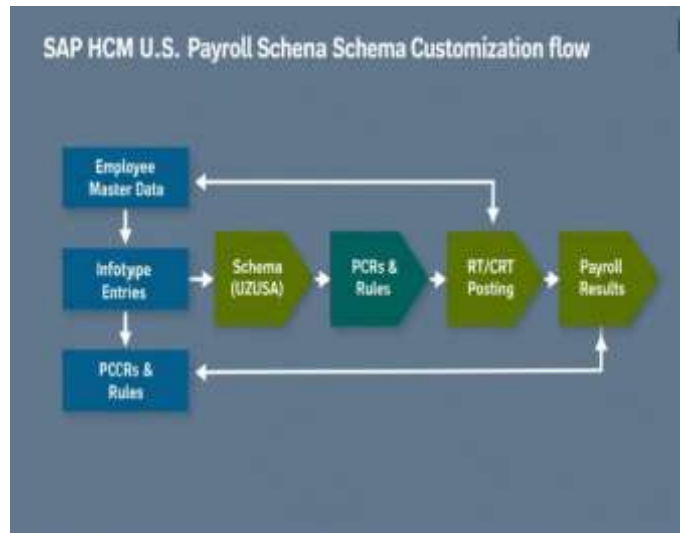 SAP HCM U.S. Payroll Schena Schema Customization flow
Employee
Master Data
Infotype
Entries
Schema
(UZUSA)
PCRs &
Rules
RT/CRT
Posting
Payroll
Results
PCCRs &
Rules